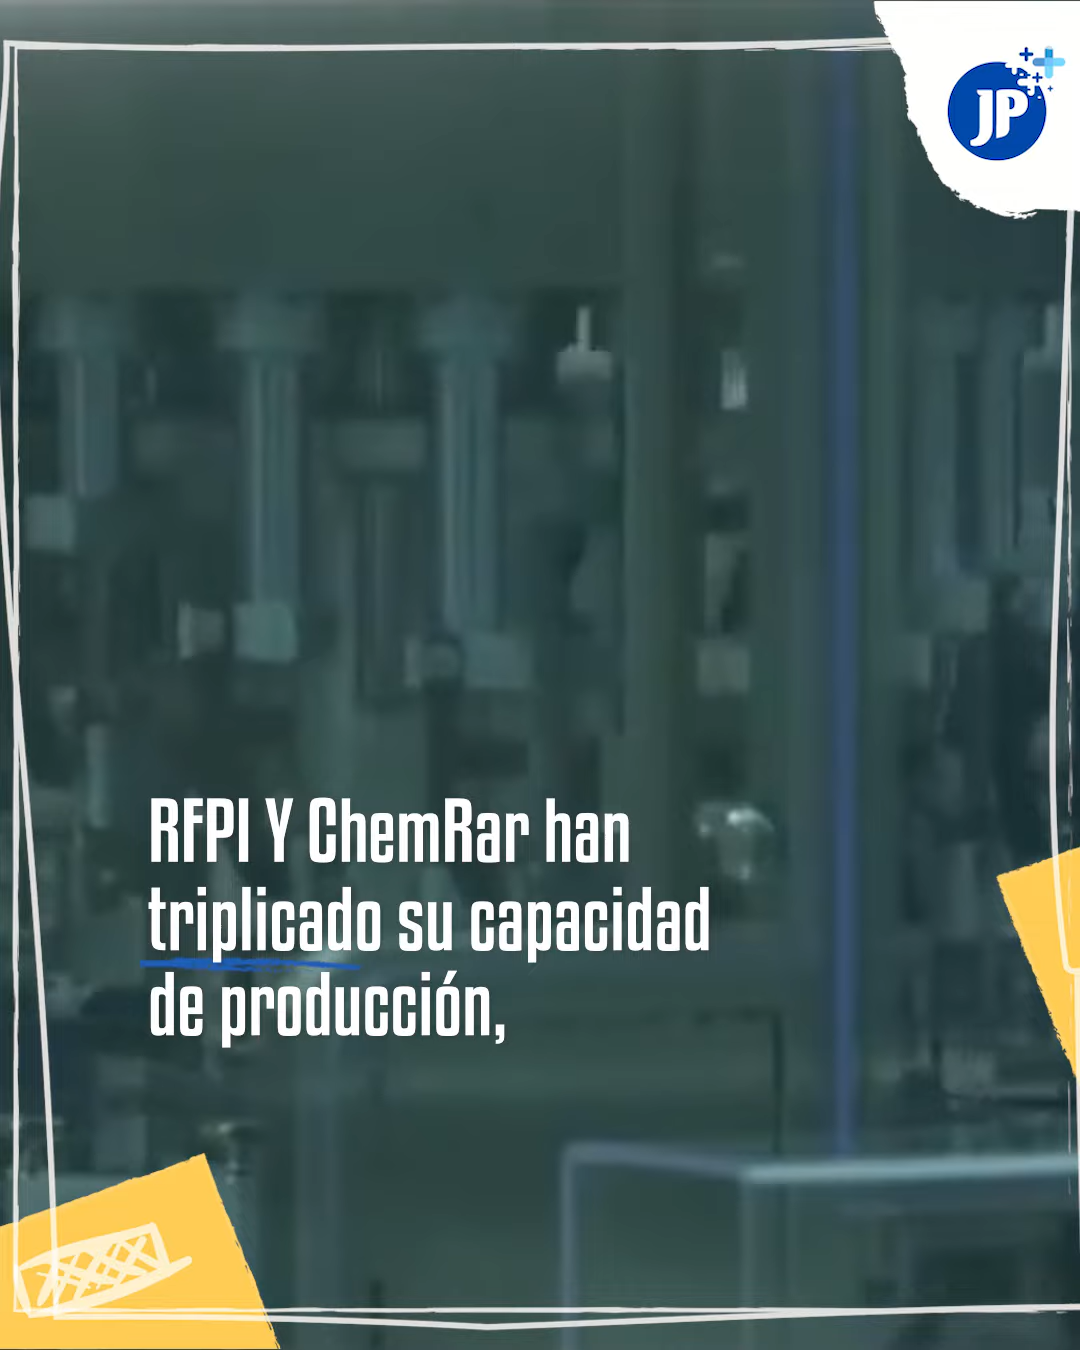 JP
RFPI Y ChemRar han
triplicado su capacidad
de producción,